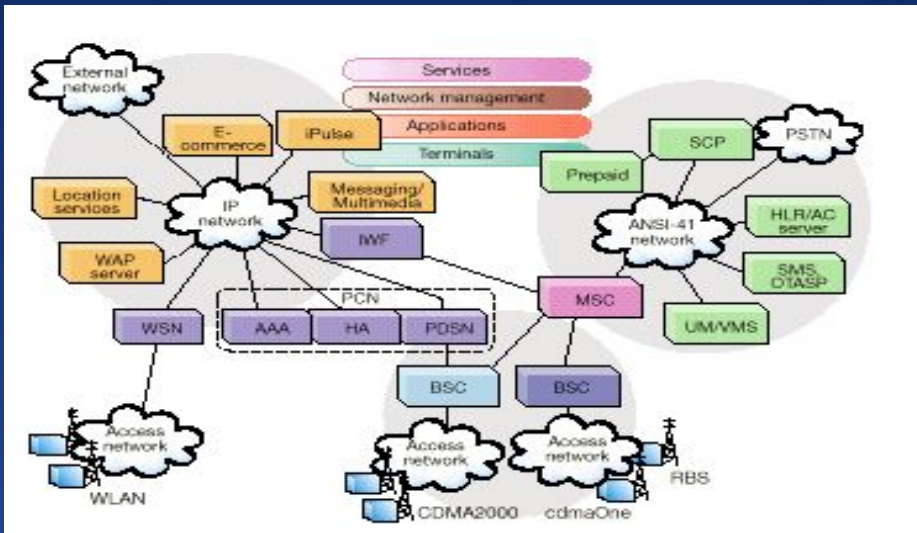 External
network
Services
Network management
Applications
Terminals
E-
commerce
iPulse
SCP
PSTN
Prepaid
Location
services
IP
network
Messaging/
Multimedia
ANSI-41
network
HLR/AC
server
IWF
WAP
server
SMS,
OTASP
PCN
MSC
WSN
AAA
HA
PDSN
UM/VMS
BSC
BSC
Access
network
Access
network
Access
network
RBS
WLAN
CDMA2000
cdmaOne